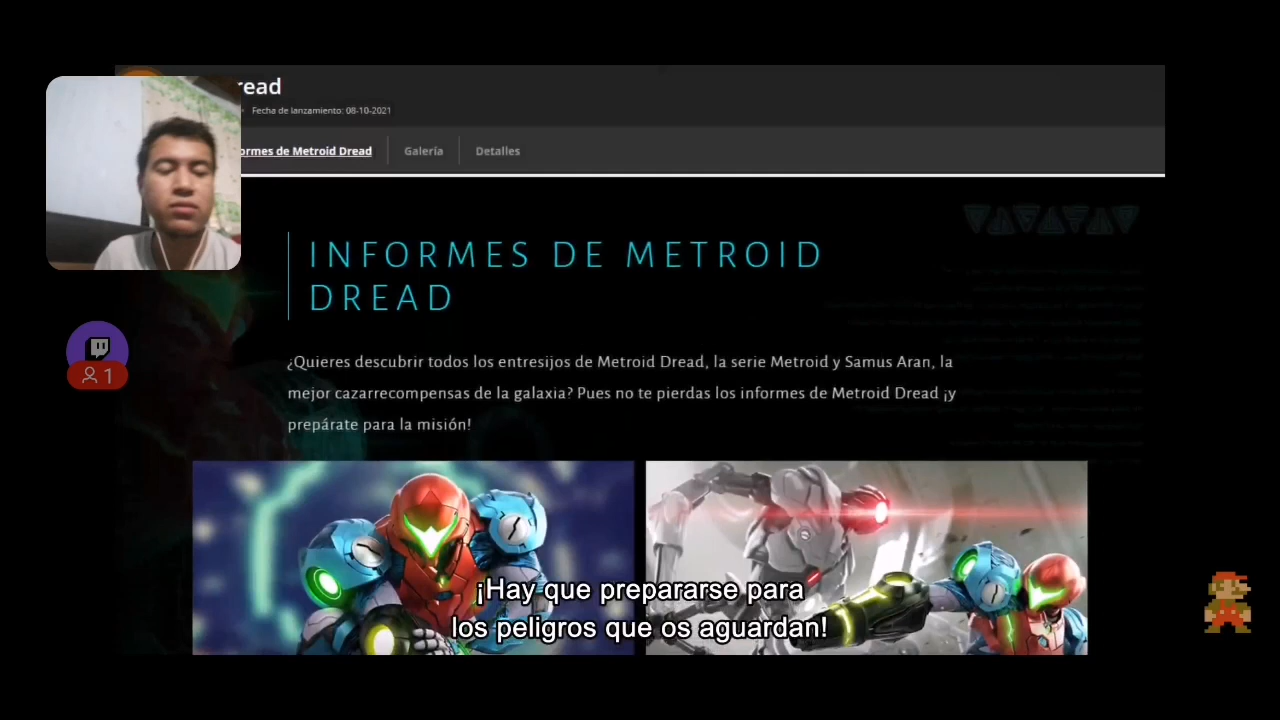 read
Fecha de lanzamiento: 08-10-2021
ormes de Metroid Dread
Galería
Detalles
INFORMES DE METROID
DREAD
¿Quieres descubrir todos los entresijos de Metroid Dread, la serie Metroid y Samus Aran, la
mejor cazarrecompensas de la galaxia? Pues no te pierdas los informes de Metroid Dread ¡y
prepárate para la misión!
1
¡Hay que prepararse para
los peligros que os aguardan!